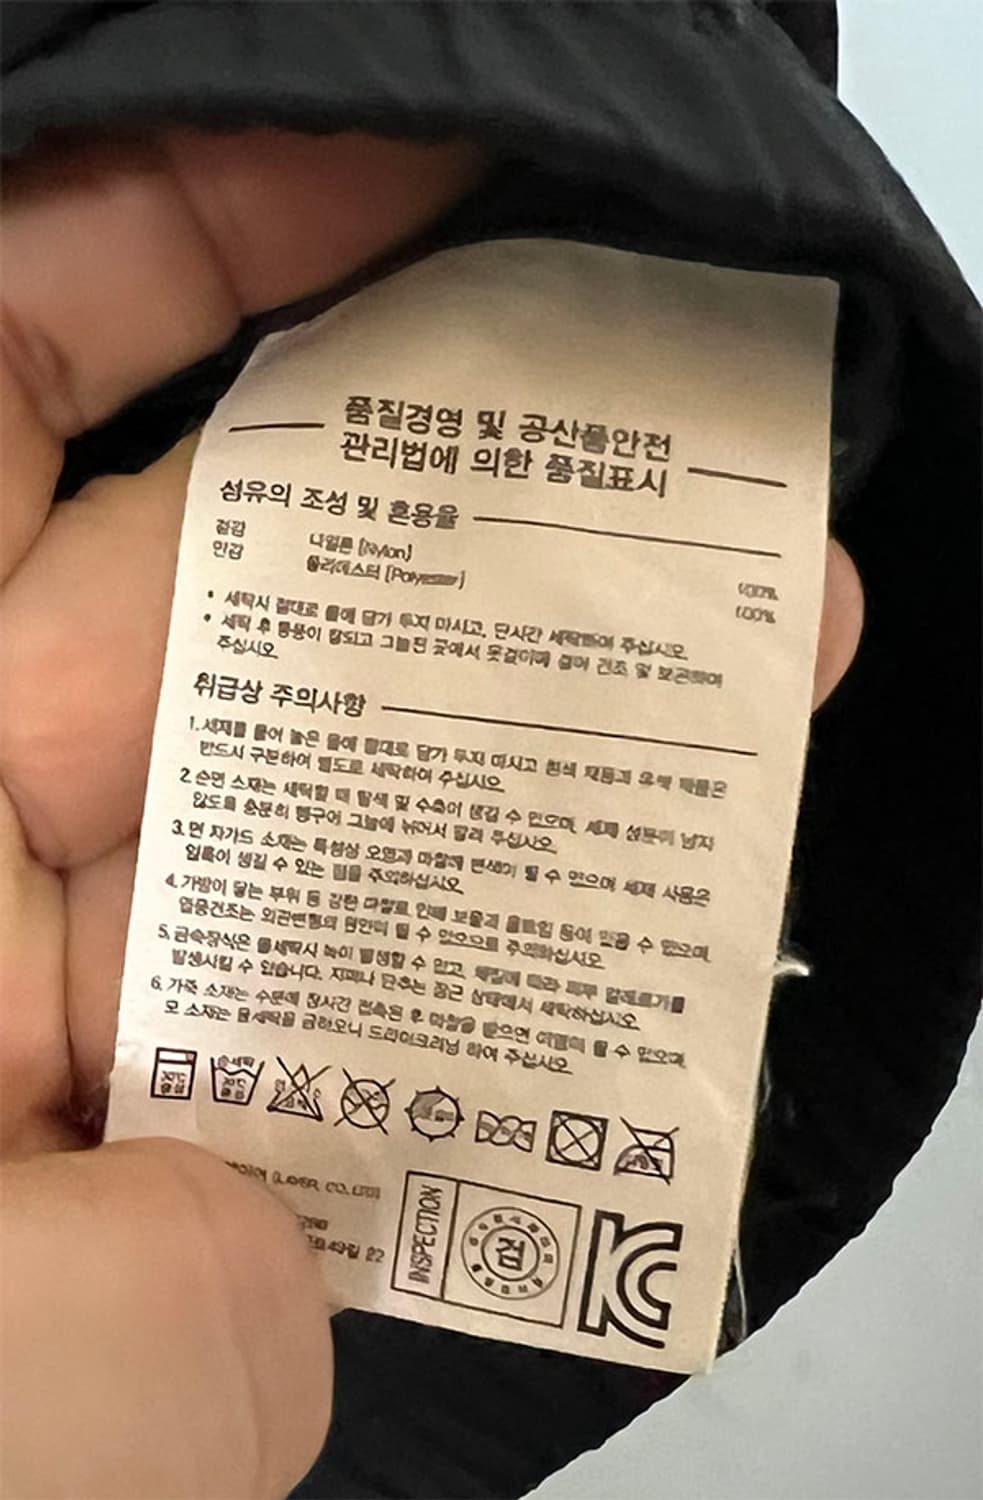 품질경영 및 공산품안전
관리법에 의한 품질표시
섬유의 조성 및 혼용율
겉감 나일론 [Nylon] 100%
안감 폴리에스터 [Polyester] 100%
• 세탁시 절대로 물에 담가 두지 마시고, 단시간 세탁하여 주십시오.
• 세탁 후 통풍이 잘되고 그늘진 곳에서 옷걸이에 걸어 건조 및 보관하여
주십시오.
취급상 주의사항
1. 세제를 풀어 놓은 물에 절대로 담가 두지 마시고 흰색 제품과 유색 제품은
반드시 구분하여 별도로 세탁하여 주십시오.
2. 순면 소재는 세탁할 때 탈색 및 수축이 생길 수 있으며, 세제 성분이 남지
않도록 충분히 헹구어 그늘에 뉘어서 말려 주십시오.
3. 면 자가드 소재는 특성상 오염과 마찰에 변색이 될 수 있으며 세제 사용은
얼룩이 생길 수 있는 점을 주의하십시오.
4. 가방이 닿는 부위 등 강한 마찰로 인해 보풀과 올트임 등이 있을 수 있으며,
열풍건조는 외관변형의 원인이 될 수 있으므로 주의하십시오.
5. 금속장식은 물세탁시 녹이 발생할 수 있고, 체질에 따라 피부 알레르기를
발생시킬 수 있습니다. 지퍼나 단추는 잠근 상태에서 세탁하십시오.
6. 가죽 소재는 수분에 장시간 접촉된 후 마찰을 받으면 이염이 될 수 있으며,
모 소재는 물세탁을 금하오니 드라이크리닝 하여 주십시오.
손세탁
(LAYER. CO., LTD)
49길 22
INSPECTION
검
KC